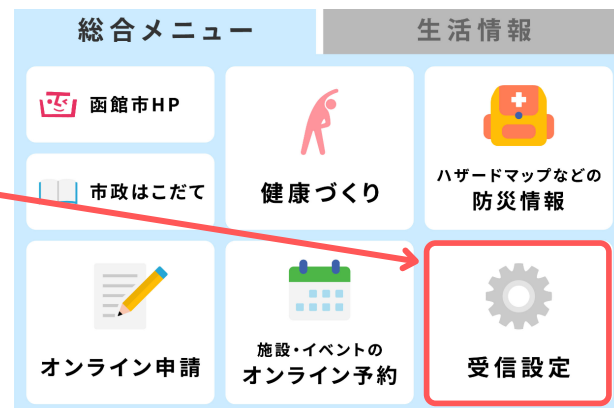 総合メニュー
生活情報
函館市HP
市政はこだて
健康づくり
ハザードマップなどの
防災情報
オンライン申請
施設・イベントの
オンライン予約
受信設定